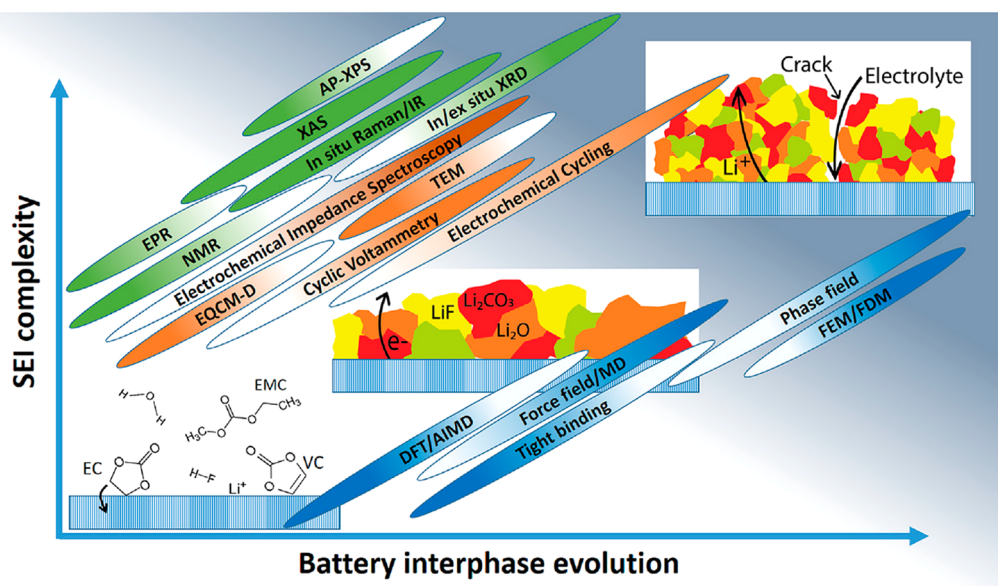 AP-XPS
XAS
In situ Raman/IR
In/ex situ XRD
Electrochemical Impedance Spectroscopy
TEM
EPR
NMR
EQCM-D
Cyclic Voltammetry
Electrochemical Cycling
Crack
Electrolyte
Li+
SEI complexity
Li2CO3
LiF
Li2O
e-
Phase field
FEM/FDM
Force field/MD
DFT/AIMD
Tight binding
H
O
H
EMC
O
O
O
CH3
H3C
EC
O
O
O
H-F
Li+
O
O
O
VC
Battery interphase evolution